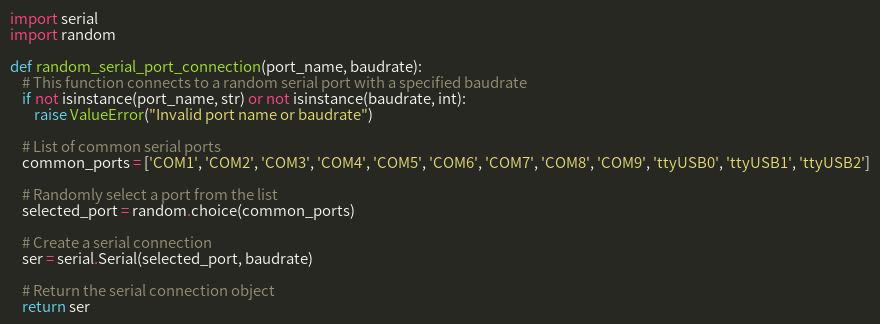 import serial
import random
def random_serial_port_connection(port_name, baudrate):
# This function connects to a random serial port with a specified baudrate
if not isinstance(port_name, str) or not isinstance(baudrate, int):
raise ValueError("Invalid port name or baudrate")
# List of common serial ports
common_ports = ['COM1', 'COM2', 'COM3', 'COM4', 'COM5', 'COM6', 'COM7', 'COM8', 'COM9', 'ttyUSB0', 'ttyUSB1', 'ttyUSB2']
# Randomly select a port from the list
selected_port = random.choice(common_ports)
# Create a serial connection
ser = serial.Serial(selected_port, baudrate)
# Return the serial connection object
return ser